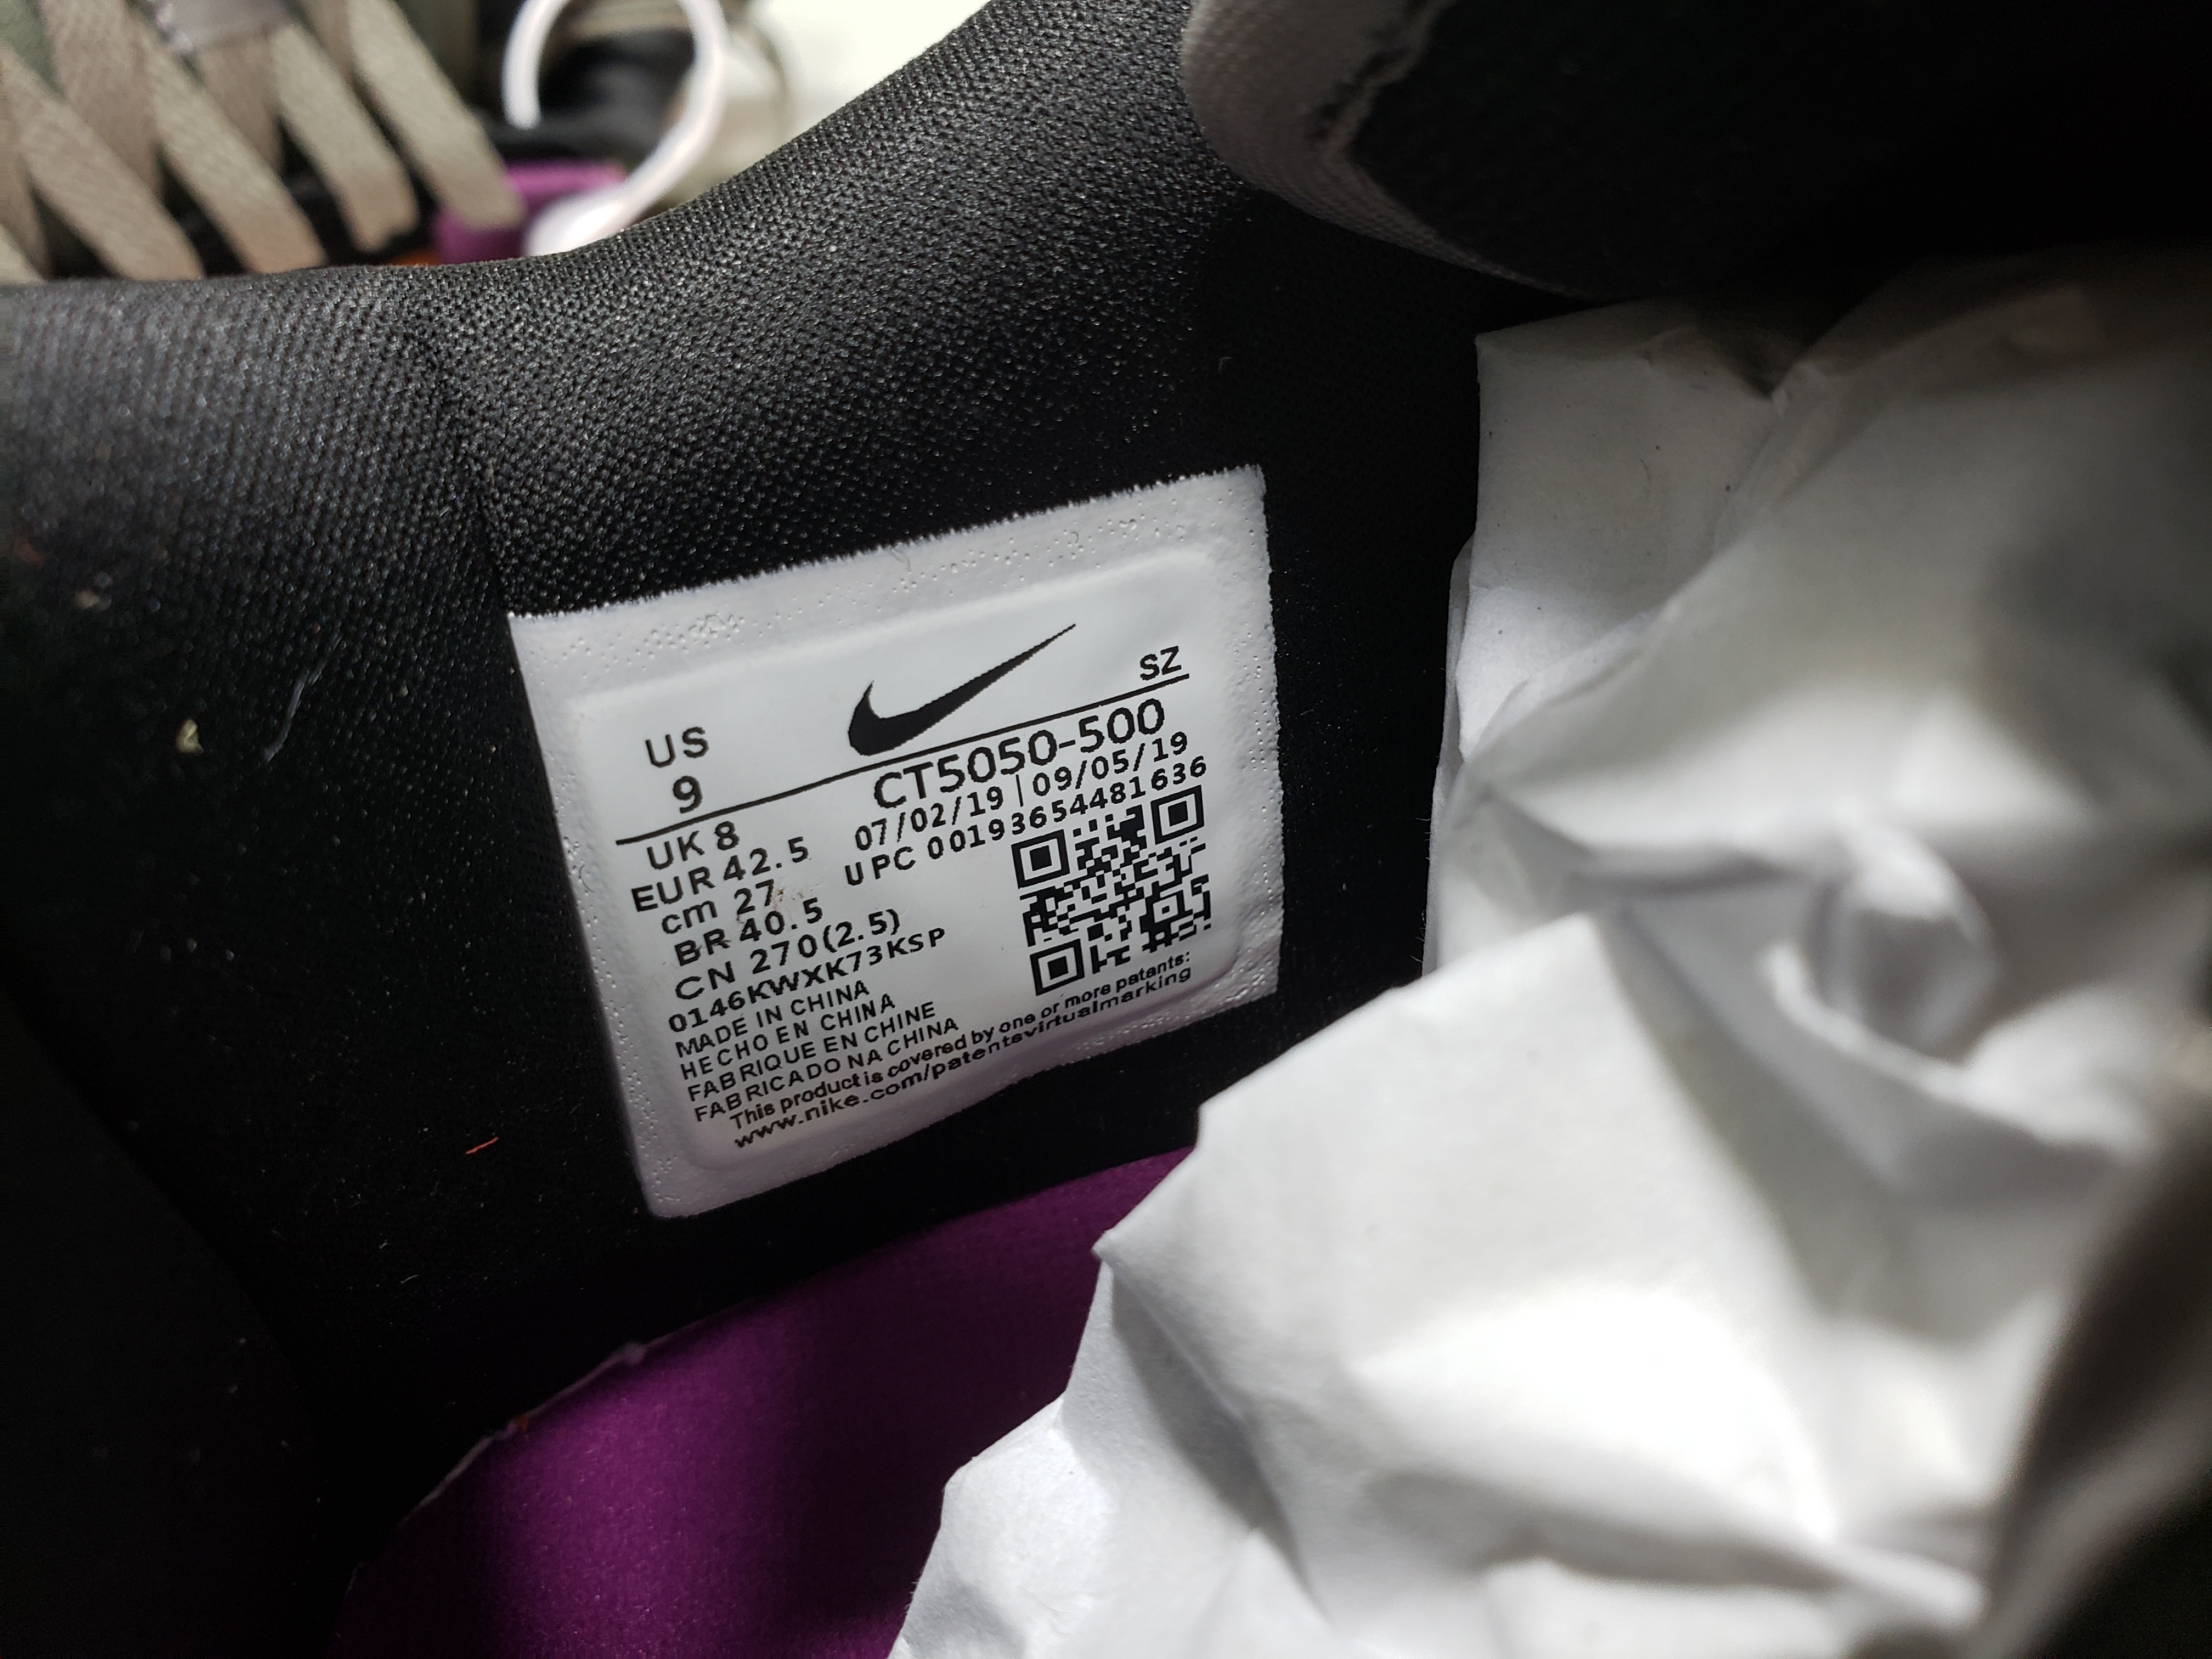 US
9
SZ
CT5050-500
07/02/19 | 09/05/19
UPC 00193654481636
UK 8
EUR 42.5
cm 27
BR 40.5
CN 270(2.5)
0146KWXK73KSP
MADE IN CHINA
HECHO EN CHINA
FABRIQUE EN CHINE
FABRICADO NA CHINA
This product is covered by one or more patents:
www.nike.com/patentsvirtualmarking